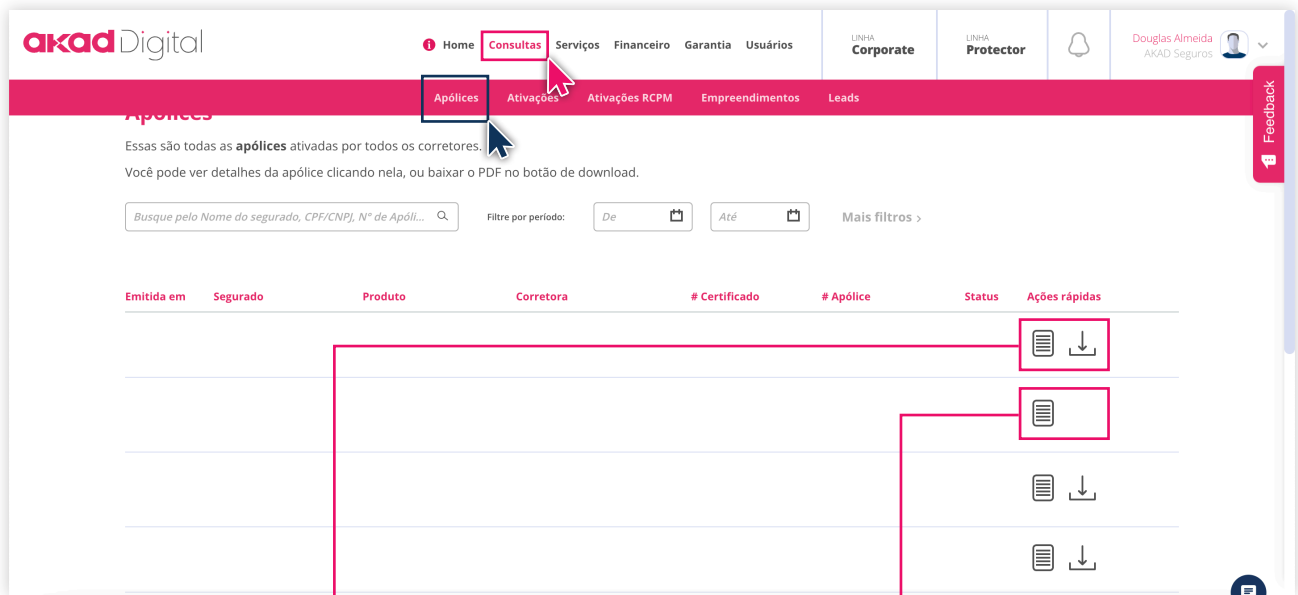 akad Digital
Home Consultas Serviços Financeiro Garantia Usuários
LINHA
Corporate
LINHA
Protector
Douglas Almeida
AKAD Seguros
Apólices Ativações Ativações RCPM Empreendimentos Leads
Feedback
Apólices
Essas são todas as apólices ativadas por todos os corretores.
Você pode ver detalhes da apólice clicando nela, ou baixar o PDF no botão de download.
Busque pelo Nome do segurado, CPF/CNPJ, N° de Apóli... Filtre por período: De Até Mais filtros >
Emitida em Segurado Produto Corretora # Certificado # Apólice Status Ações rápidas